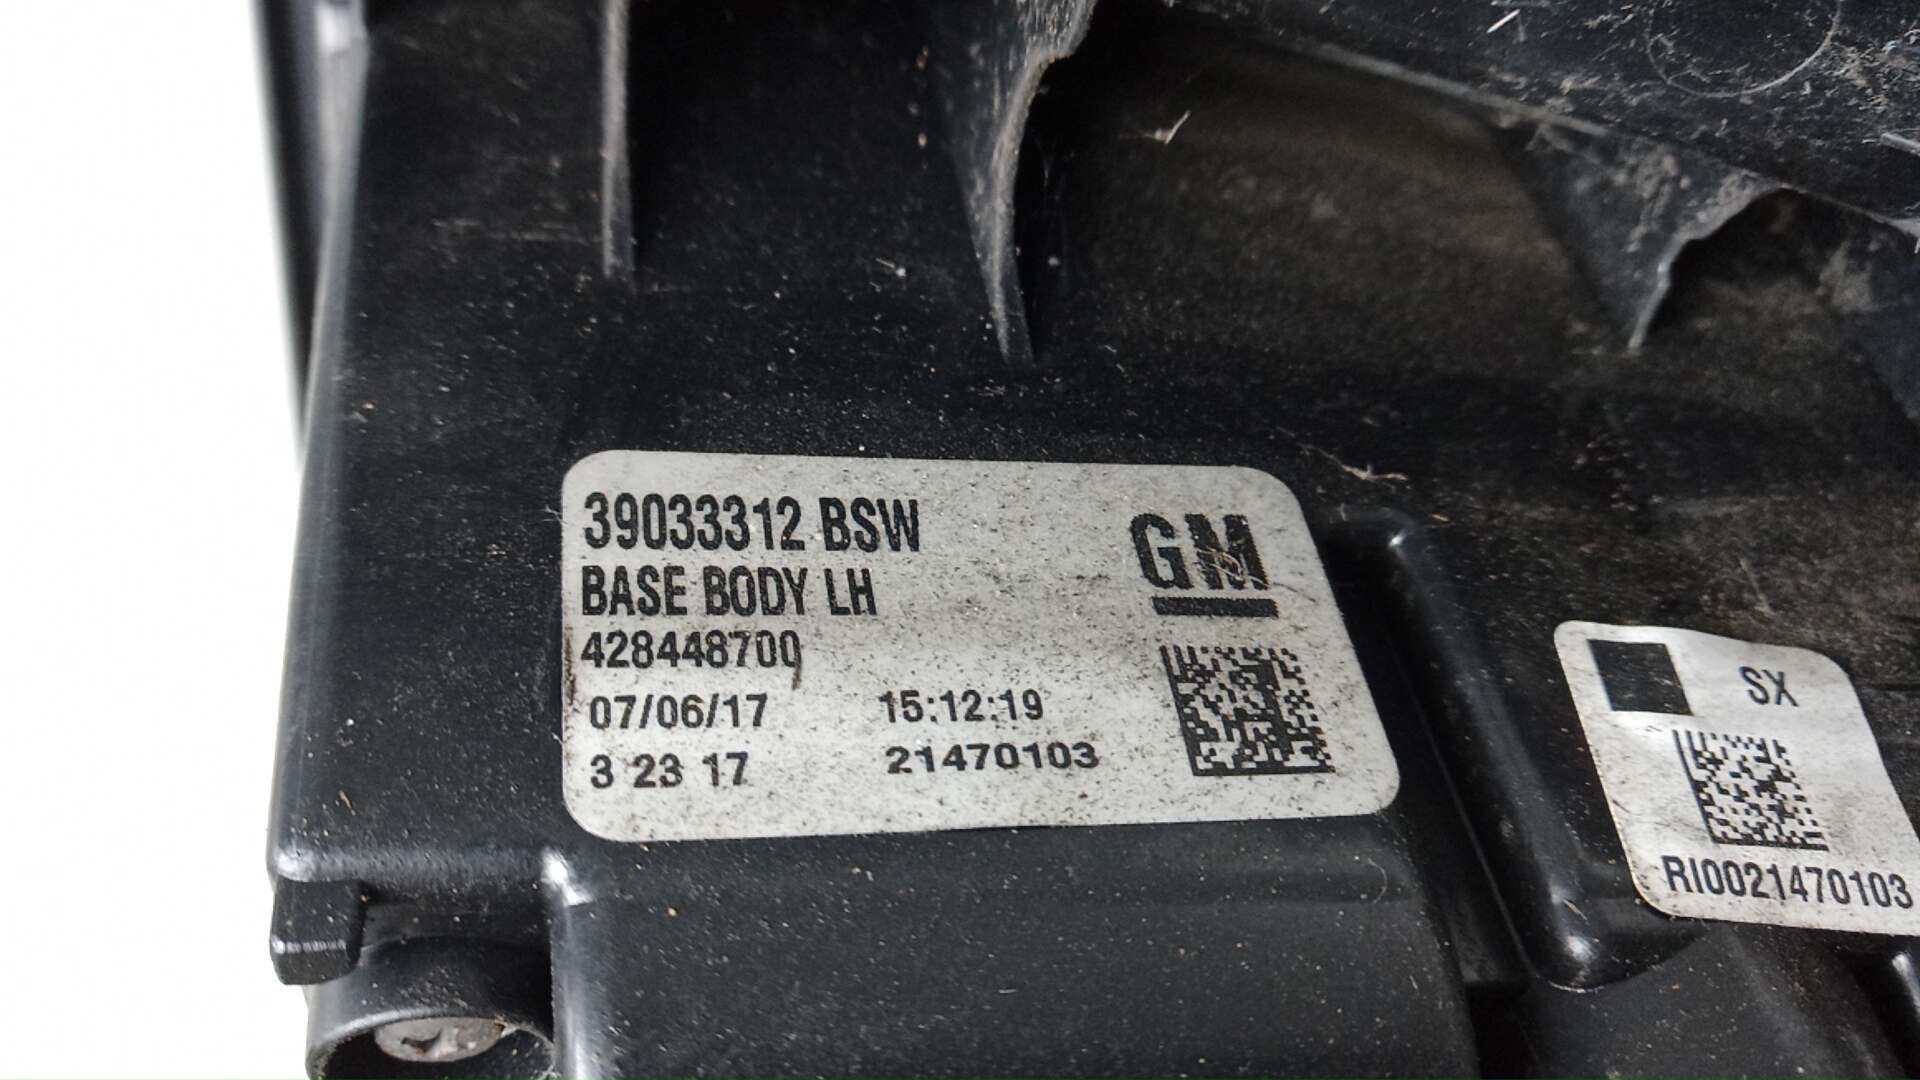 39033312 BSW
GM
BASE BODY LH
428448700
07/06/17 15:12:19
3 23 17 21470103
SX
RI0021470103